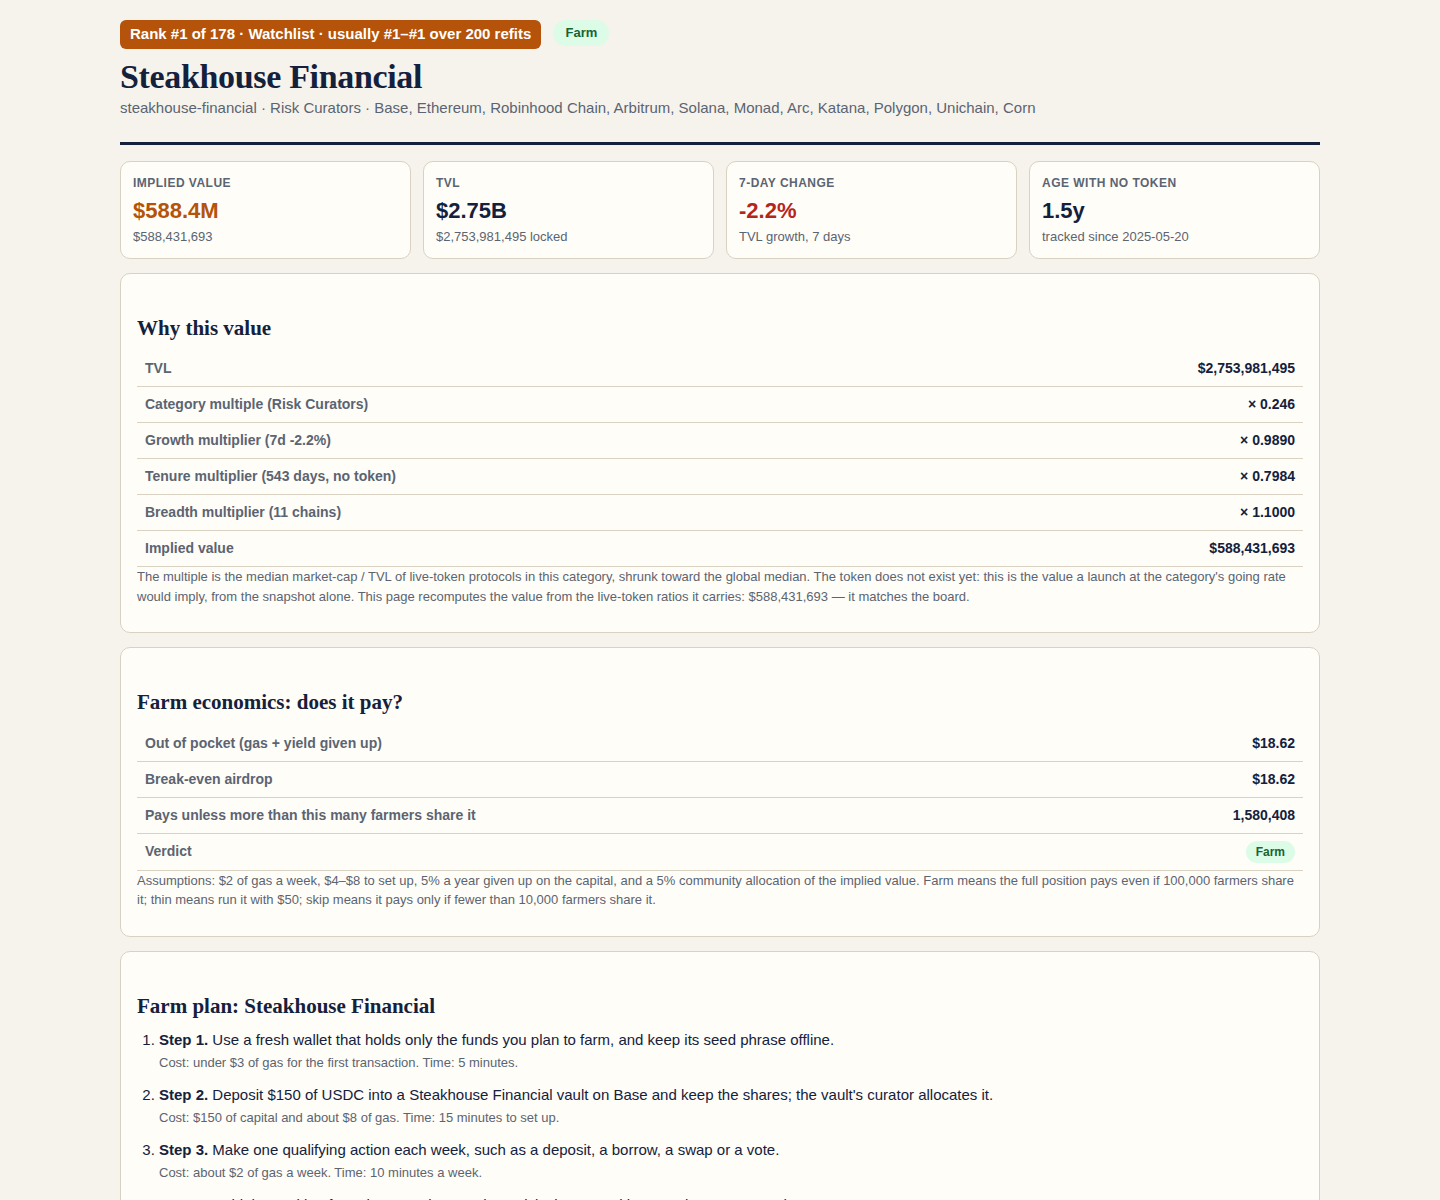 Rank #1 of 178 · Watchlist · usually #1–#1 over 200 refits
Farm
Steakhouse Financial
steakhouse-financial · Risk Curators · Base, Ethereum, Robinhood Chain, Arbitrum, Solana, Monad, Arc, Katana, Polygon, Unichain, Corn
IMPLIED VALUE
$588.4M
$588,431,693
TVL
$2.75B
$2,753,981,495 locked
7-DAY CHANGE
-2.2%
TVL growth, 7 days
AGE WITH NO TOKEN
1.5y
tracked since 2025-05-20
Why this value
TVL $2,753,981,495
Category multiple (Risk Curators) × 0.246
Growth multiplier (7d -2.2%) × 0.9890
Tenure multiplier (543 days, no token) × 0.7984
Breadth multiplier (11 chains) × 1.1000
Implied value $588,431,693
The multiple is the median market-cap / TVL of live-token protocols in this category, shrunk toward the global median. The token does not exist yet: this is the value a launch at the category's going rate
would imply, from the snapshot alone. This page recomputes the value from the live-token ratios it carries: $588,431,693 — it matches the board.
Farm economics: does it pay?
Out of pocket (gas + yield given up) $18.62
Break-even airdrop $18.62
Pays unless more than this many farmers share it 1,580,408
Verdict Farm
Assumptions: $2 of gas a week, $4–$8 to set up, 5% a year given up on the capital, and a 5% community allocation of the implied value. Farm means the full position pays even if 100,000 farmers share
it; thin means run it with $50; skip means it pays only if fewer than 10,000 farmers share it.
Farm plan: Steakhouse Financial
1. Step 1. Use a fresh wallet that holds only the funds you plan to farm, and keep its seed phrase offline.
Cost: under $3 of gas for the first transaction. Time: 5 minutes.
2. Step 2. Deposit $150 of USDC into a Steakhouse Financial vault on Base and keep the shares; the vault's curator allocates it.
Cost: $150 of capital and about $8 of gas. Time: 15 minutes to set up.
3. Step 3. Make one qualifying action each week, such as a deposit, a borrow, a swap or a vote.
Cost: about $2 of gas a week. Time: 10 minutes a week.